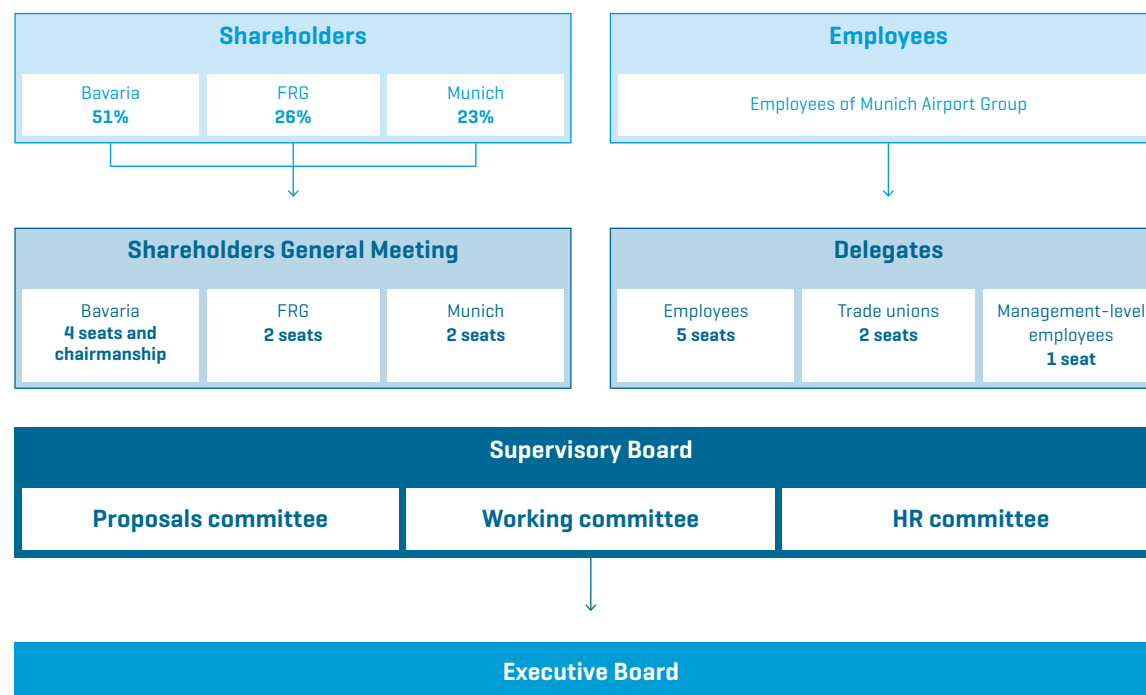 Shareholders
Bavaria
51%
FRG
26%
Munich
23%
Employees
Employees of Munich Airport Group
Shareholders General Meeting
Bavaria
4 seats and
chairmanship
FRG
2 seats
Munich
2 seats
Delegates
Employees
5 seats
Trade unions
2 seats
Management-level
employees
1 seat
Supervisory Board
Proposals committee
Working committee
HR committee
Executive Board